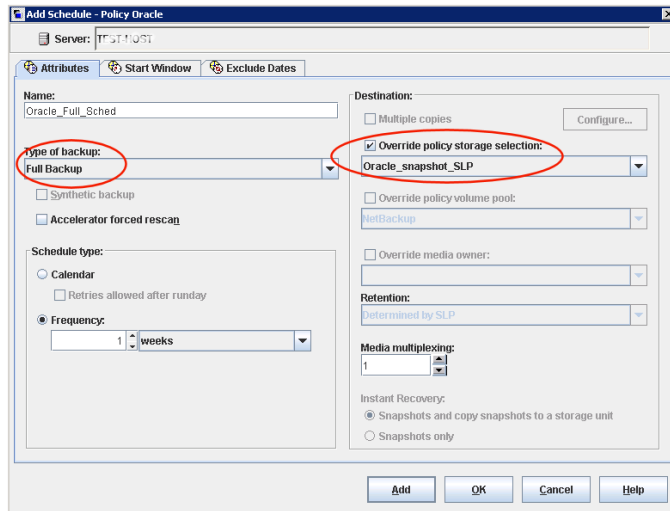 Add Schedule - Policy Oracle
Server: TEST-HOST
Attributes Start Window Exclude Dates
Name:
Oracle_Full_Sched
Type of backup:
Full Backup
Synthetic backup
Accelerator forced rescan
Schedule type:
Calendar
Retries allowed after runday
Frequency:
1 weeks
Destination:
Multiple copies Configure...
Override policy storage selection:
Oracle_snapshot_SLP
Override policy volume pool:
NetBackup
Override media owner:
Retention:
Determined by SLP
Media multiplexing:
1
Instant Recovery:
Snapshots and copy snapshots to a storage unit
Snapshots only
Add OK Cancel Help